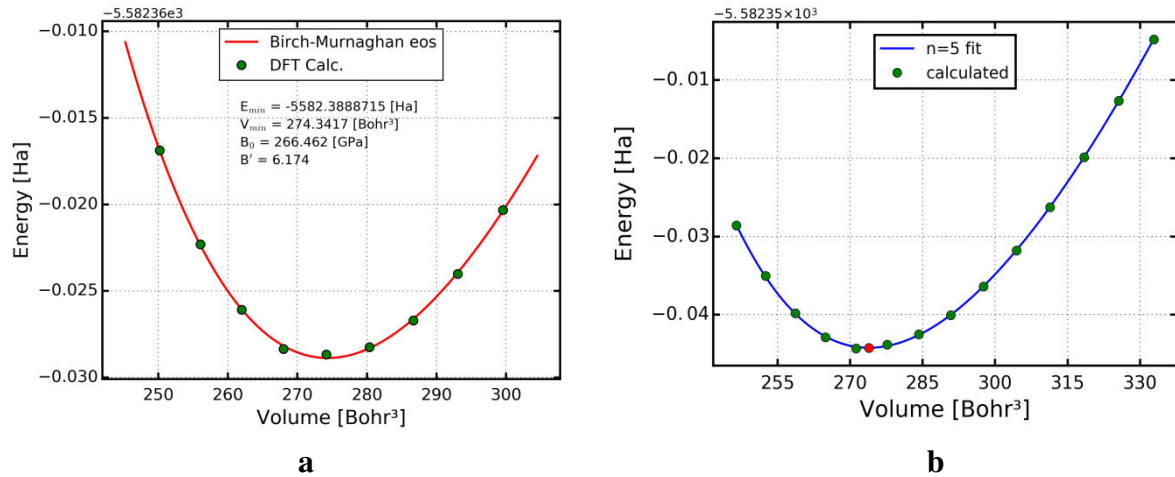 −5.58236e3
−0.010
−0.015
−0.020
−0.025
−0.030
Energy [Ha]
Birch-Murnaghan eos
DFT Calc.
E_min = -5582.3888715 [Ha]
V_min = 274.3417 [Bohr³]
B₀ = 266.462 [GPa]
B′ = 6.174
250 260 270 280 290 300
Volume [Bohr³]
a
−5.58235×10³
−0.01
−0.02
−0.03
−0.04
Energy [Ha]
n=5 fit
calculated
255 270 285 300 315 330
Volume [Bohr³]
b